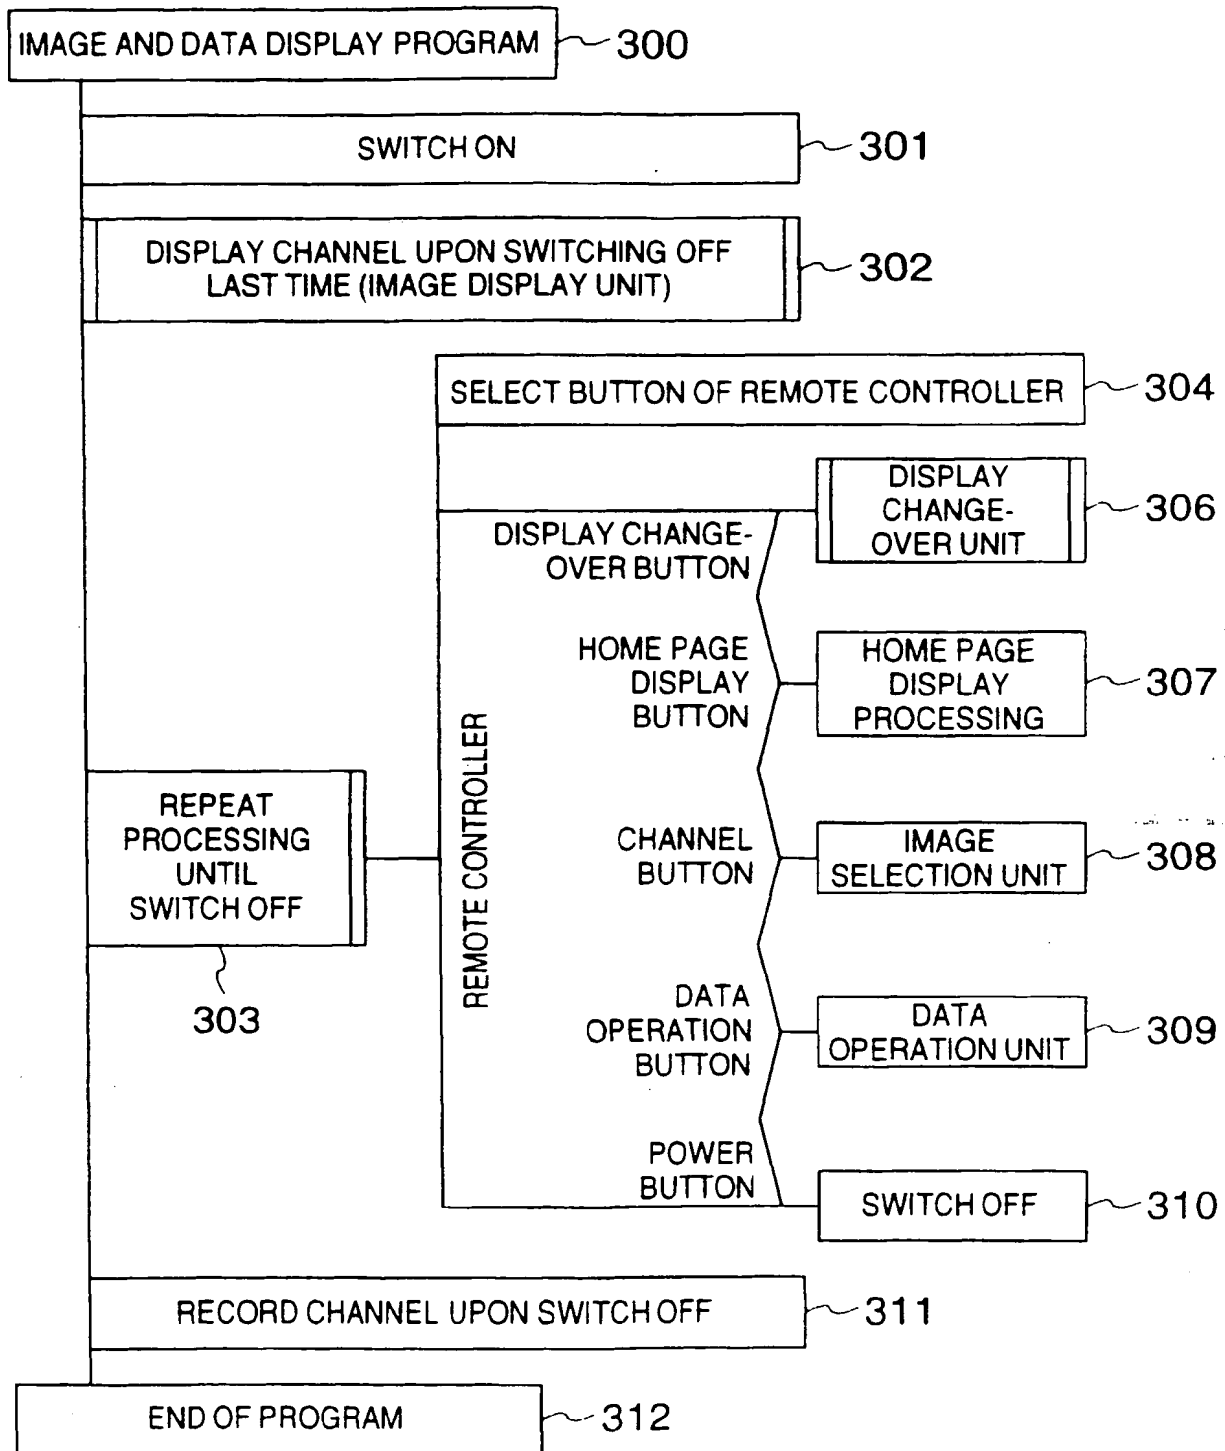 IMAGE AND DATA DISPLAY PROGRAM
300
SWITCH ON
301
DISPLAY CHANNEL UPON SWITCHING OFF
LAST TIME (IMAGE DISPLAY UNIT)
302
SELECT BUTTON OF REMOTE CONTROLLER
304
DISPLAY CHANGE-
OVER BUTTON
DISPLAY
CHANGE-
OVER UNIT
306
HOME PAGE
DISPLAY
BUTTON
HOME PAGE
DISPLAY
PROCESSING
307
REPEAT
PROCESSING
UNTIL
SWITCH OFF
303
REMOTE CONTROLLER
CHANNEL
BUTTON
IMAGE
SELECTION UNIT
308
DATA
OPERATION
BUTTON
DATA
OPERATION UNIT
309
POWER
BUTTON
SWITCH OFF
310
RECORD CHANNEL UPON SWITCH OFF
311
END OF PROGRAM
312